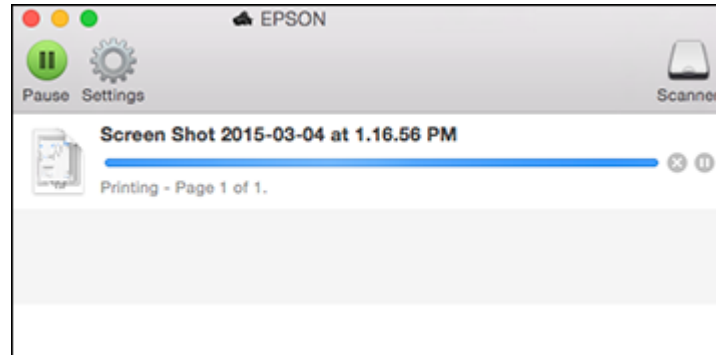 EPSON
Pause Settings Scanner
Screen Shot 2015-03-04 at 1.16.56 PM
Printing - Page 1 of 1.